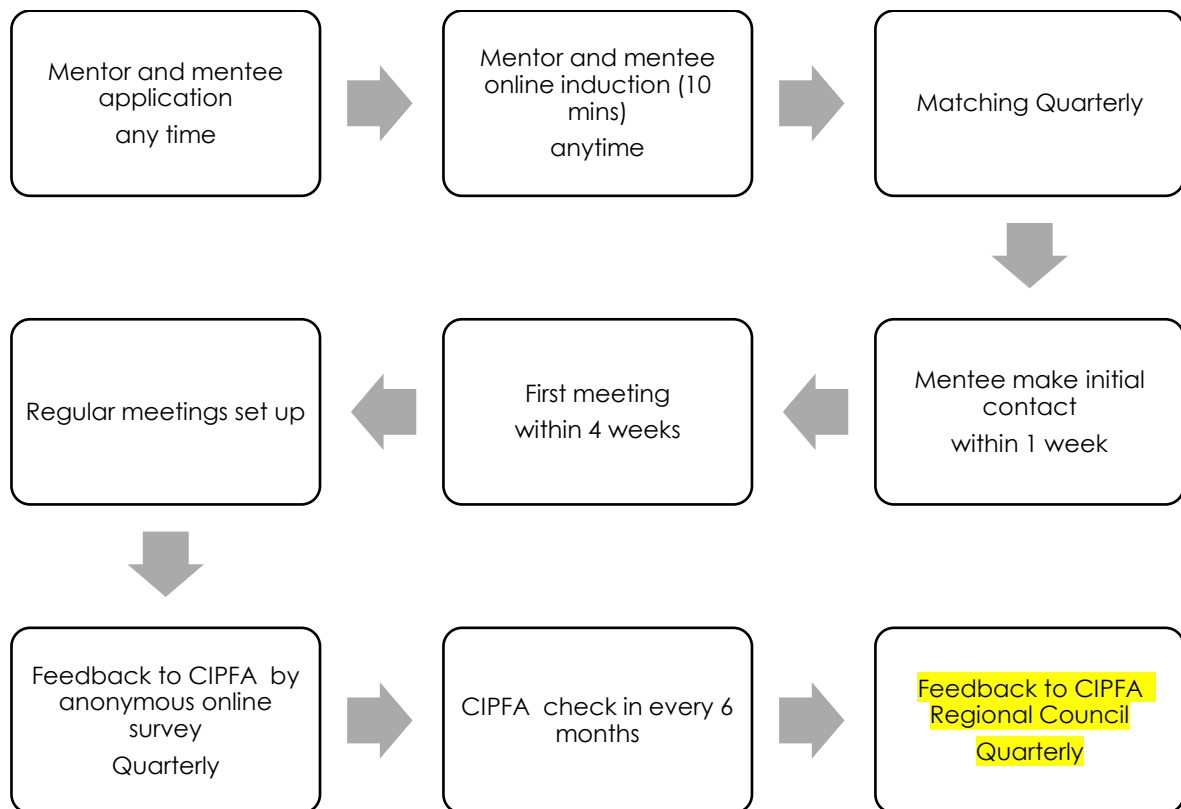 Mentor and mentee
application
any time
Mentor and mentee
online induction (10
mins)
anytime
Matching Quarterly
Mentee make initial
contact
within 1 week
First meeting
within 4 weeks
Regular meetings set up
Feedback to CIPFA by
anonymous online
survey
Quarterly
CIPFA check in every 6
months
Feedback to CIPFA
Regional Council
Quarterly